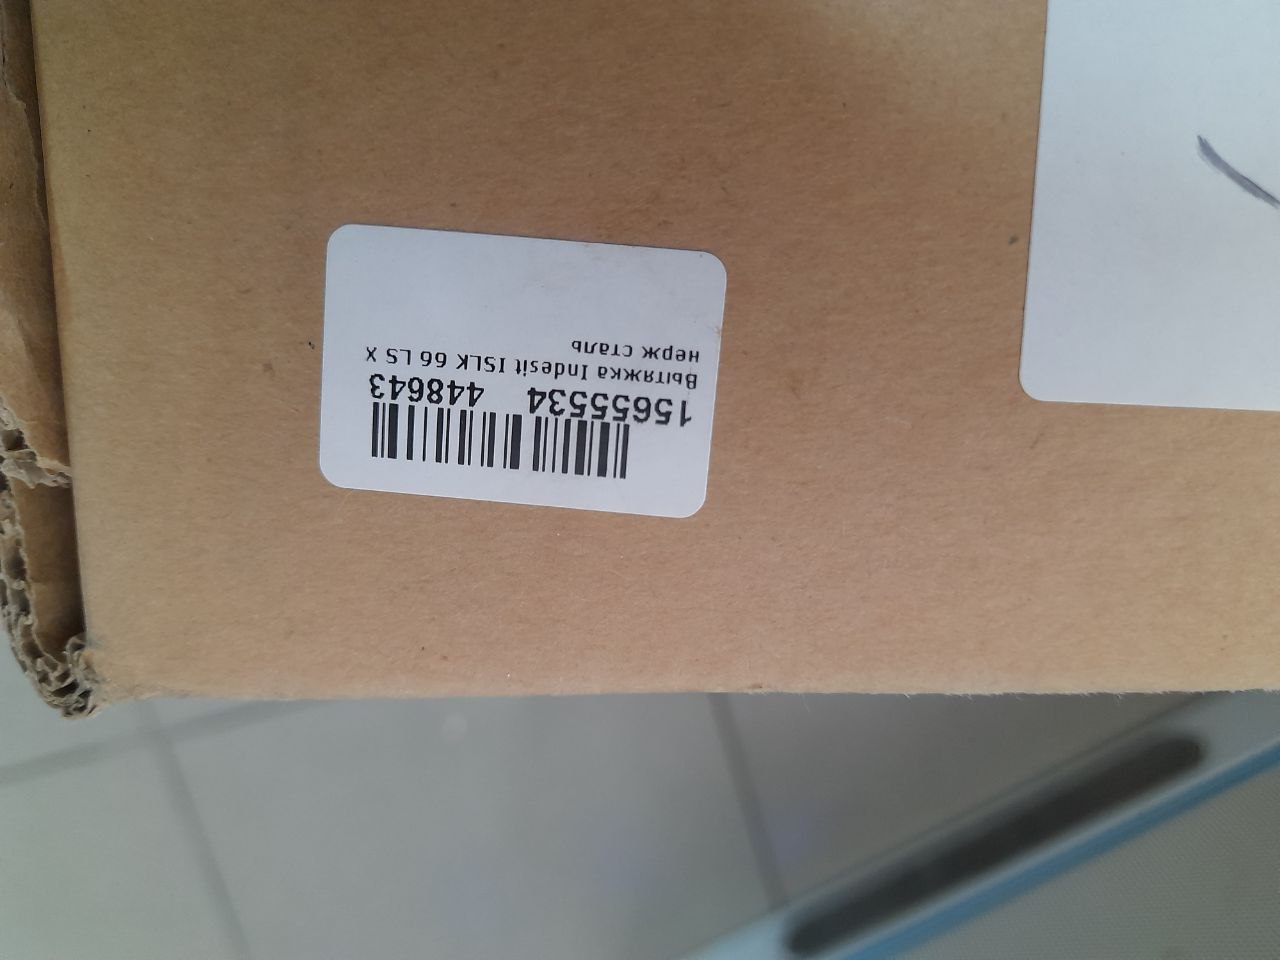 15655534 448643
Вытяжка Indesit ISLK 66 LS X
нерж сталь